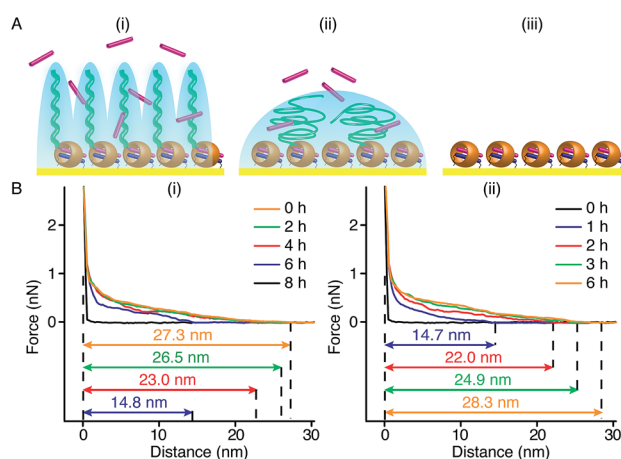 A
(i)
(ii)
(iii)
B
(i)
(ii)
Force (nN)
2
1
0
0 h
2 h
4 h
6 h
8 h
27.3 nm
26.5 nm
23.0 nm
14.8 nm
0
10
20
30
Distance (nm)
Force (nN)
2
1
0
0 h
1 h
2 h
3 h
6 h
14.7 nm
22.0 nm
24.9 nm
28.3 nm
0
10
20
30
Distance (nm)